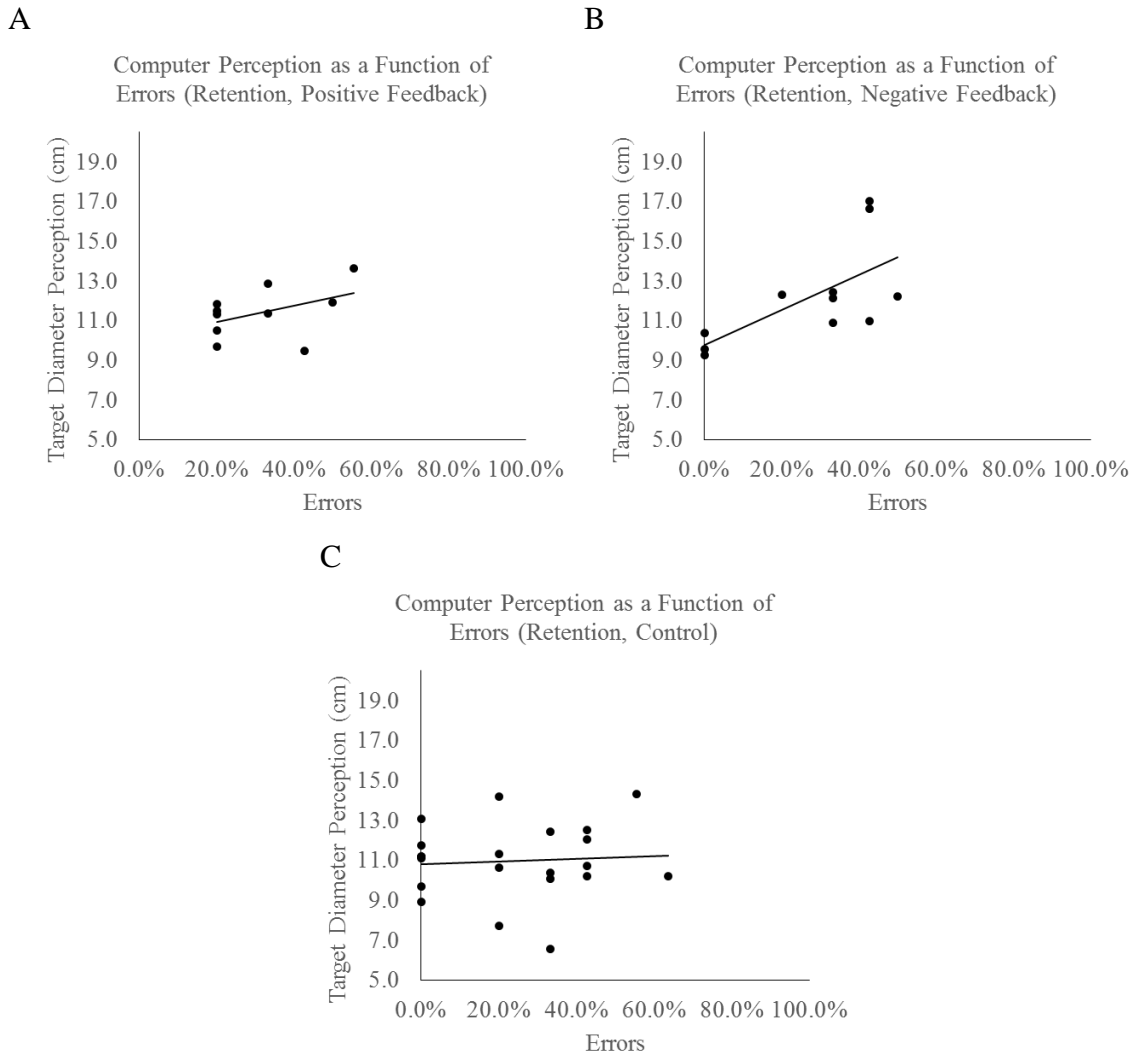 A
Computer Perception as a Function of
Errors (Retention, Positive Feedback)
Target Diameter Perception (cm)
19.0
17.0
15.0
13.0
11.0
9.0
7.0
5.0
0.0% 20.0% 40.0% 60.0% 80.0% 100.0%
Errors
B
Computer Perception as a Function of
Errors (Retention, Negative Feedback)
Target Diameter Perception (cm)
19.0
17.0
15.0
13.0
11.0
9.0
7.0
5.0
0.0% 20.0% 40.0% 60.0% 80.0% 100.0%
Errors
C
Computer Perception as a Function of
Errors (Retention, Control)
Target Diameter Perception (cm)
19.0
17.0
15.0
13.0
11.0
9.0
7.0
5.0
0.0% 20.0% 40.0% 60.0% 80.0% 100.0%
Errors